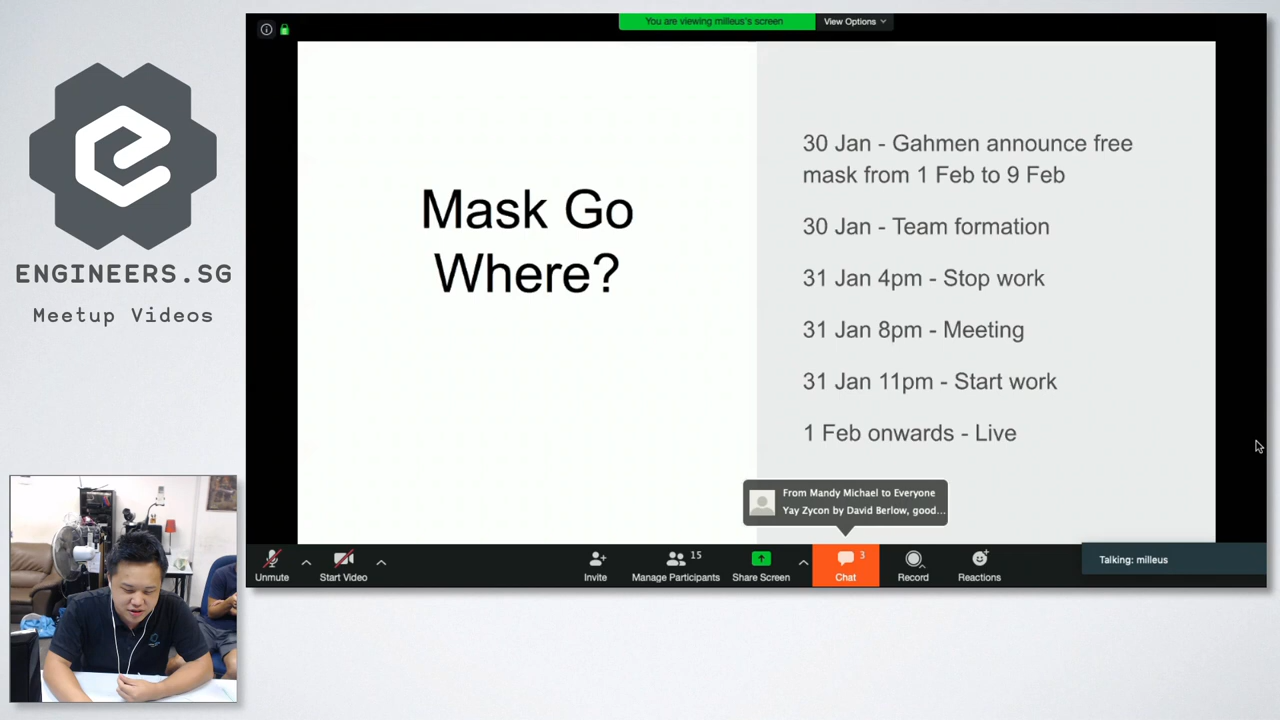 ENGINEERS.SG
Meetup Videos
You are viewing milleus's screen
View Options
Mask Go
Where?
30 Jan - Gahmen announce free
mask from 1 Feb to 9 Feb
30 Jan - Team formation
31 Jan 4pm - Stop work
31 Jan 8pm - Meeting
31 Jan 11pm - Start work
1 Feb onwards - Live
From Mandy Michael to Everyone
Yay Zycon by David Berlow, good...
Unmute
Start Video
Invite
15
Manage Participants
Share Screen
3
Chat
Record
Reactions
Talking: milleus